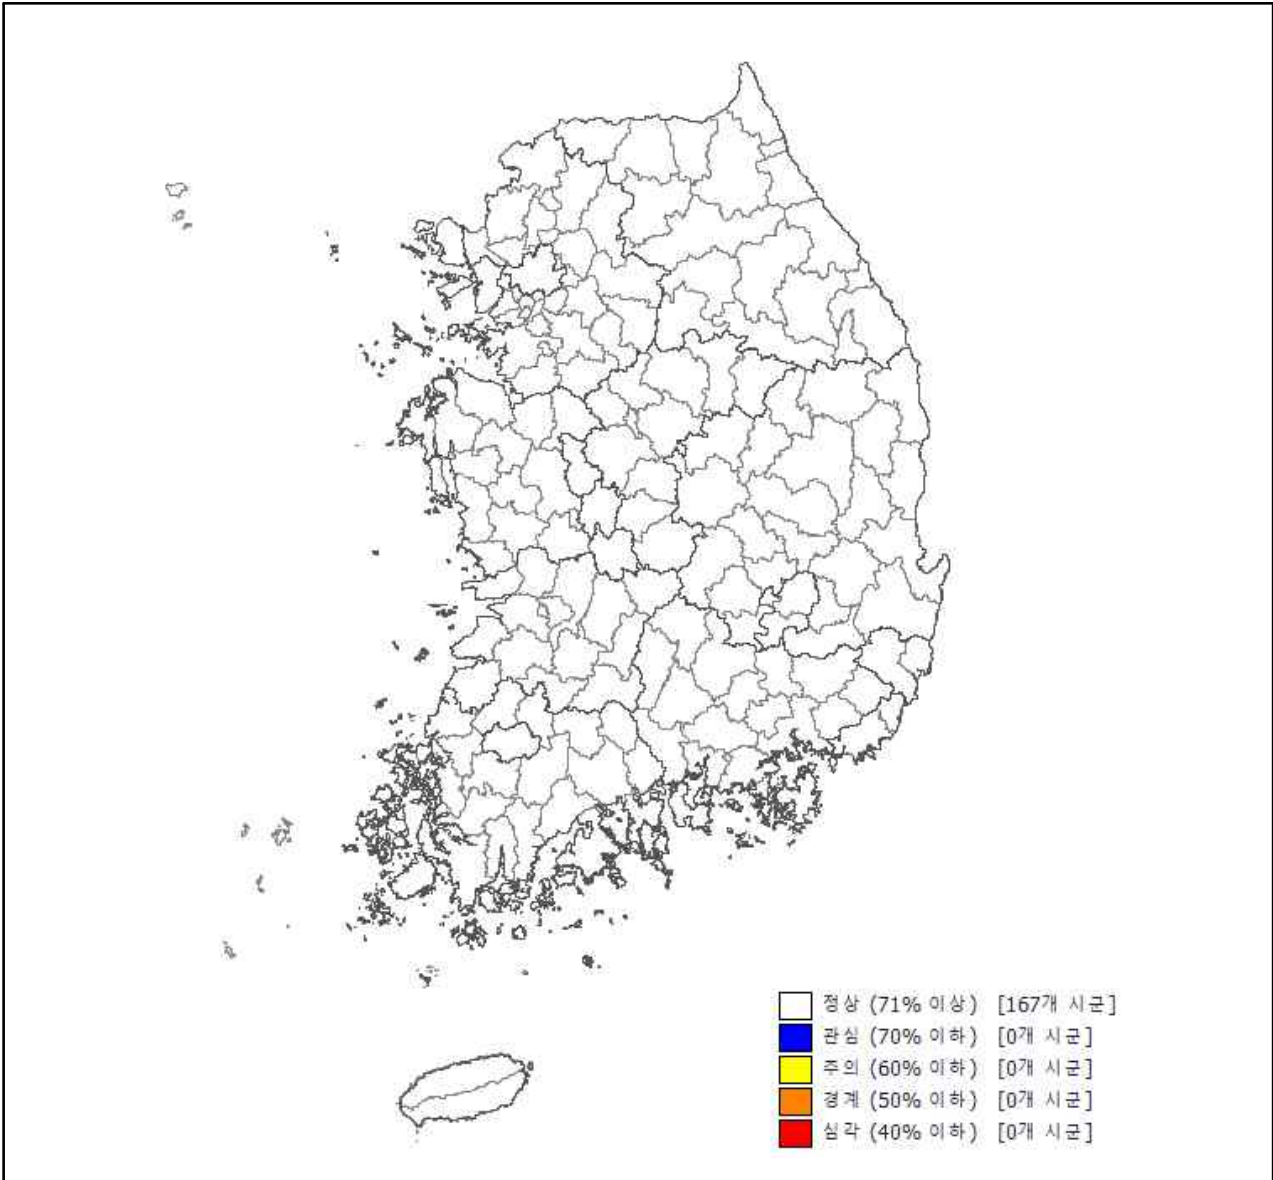 정상 (71% 이상) [167개 시군]
관심 (70% 이하) [0개 시군]
주의 (60% 이하) [0개 시군]
경계 (50% 이하) [0개 시군]
심각 (40% 이하) [0개 시군]